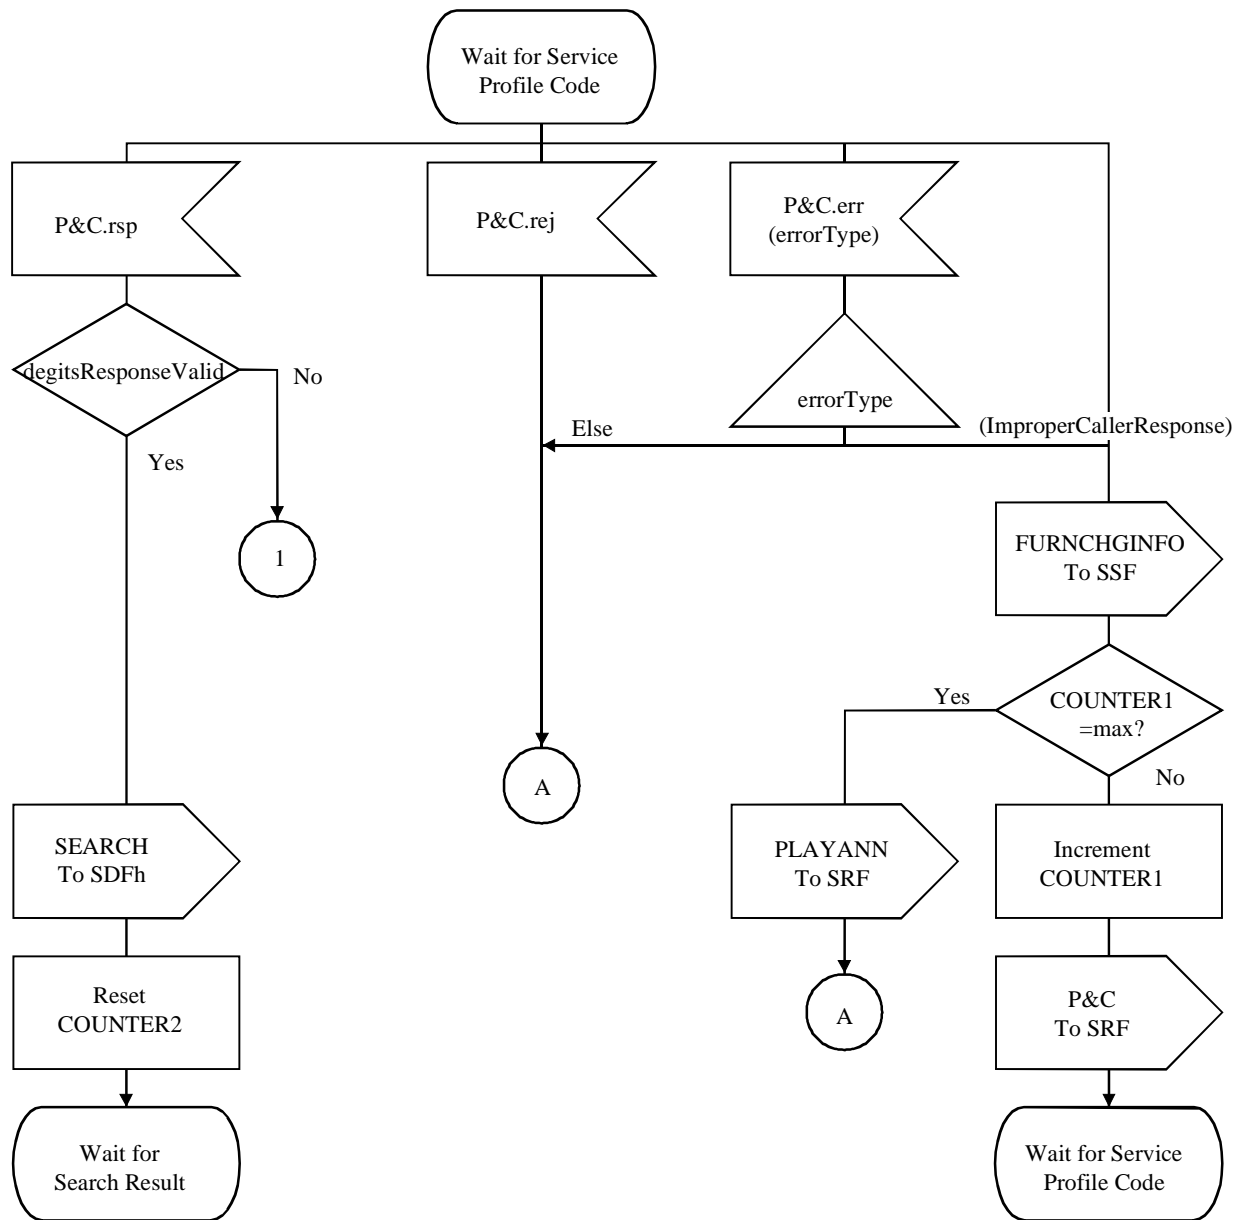 Wait for Service
Profile Code
P&C.rsp
P&C.rej
P&C.err
(errorType)
degitsResponseValid
No
Yes
errorType
Else
(ImproperCallerResponse)
1
FURNCHGINFO
To SSF
Yes
COUNTER1
=max?
No
A
SEARCH
To SDFh
PLAYANN
To SRF
Increment
COUNTER1
Reset
COUNTER2
A
P&C
To SRF
Wait for
Search Result
Wait for Service
Profile Code